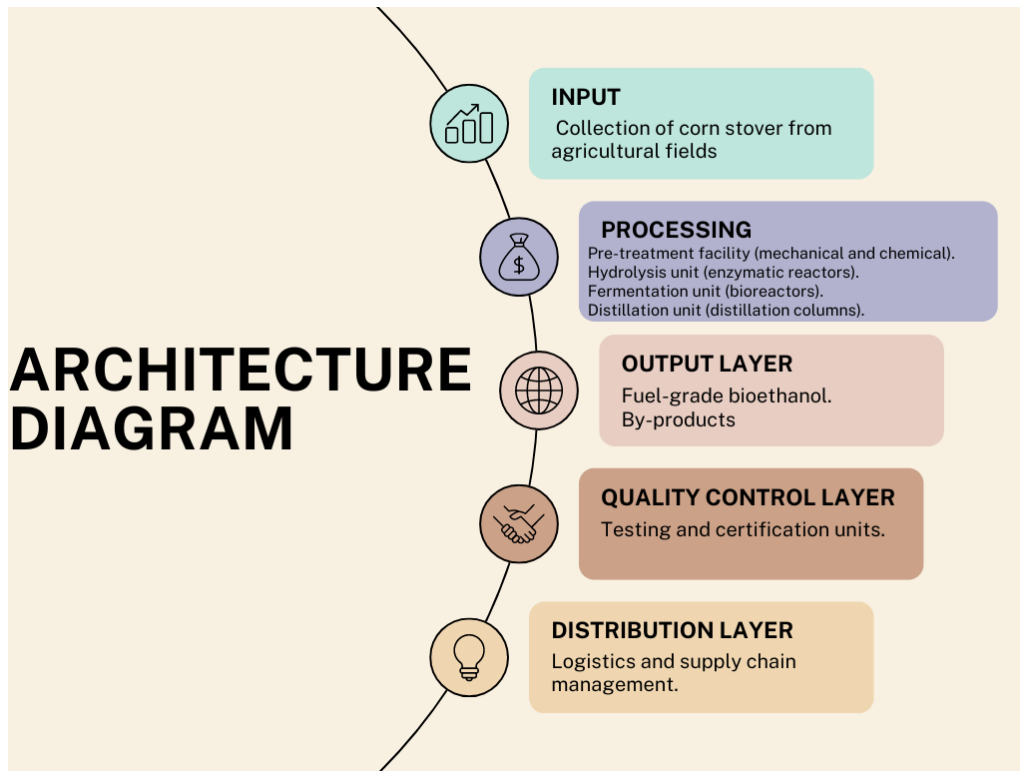 ARCHITECTURE
DIAGRAM
INPUT
Collection of corn stover from
agricultural fields
$
PROCESSING
Pre-treatment facility (mechanical and chemical).
Hydrolysis unit (enzymatic reactors).
Fermentation unit (bioreactors).
Distillation unit (distillation columns).
OUTPUT LAYER
Fuel-grade bioethanol.
By-products
QUALITY CONTROL LAYER
Testing and certification units.
DISTRIBUTION LAYER
Logistics and supply chain
management.